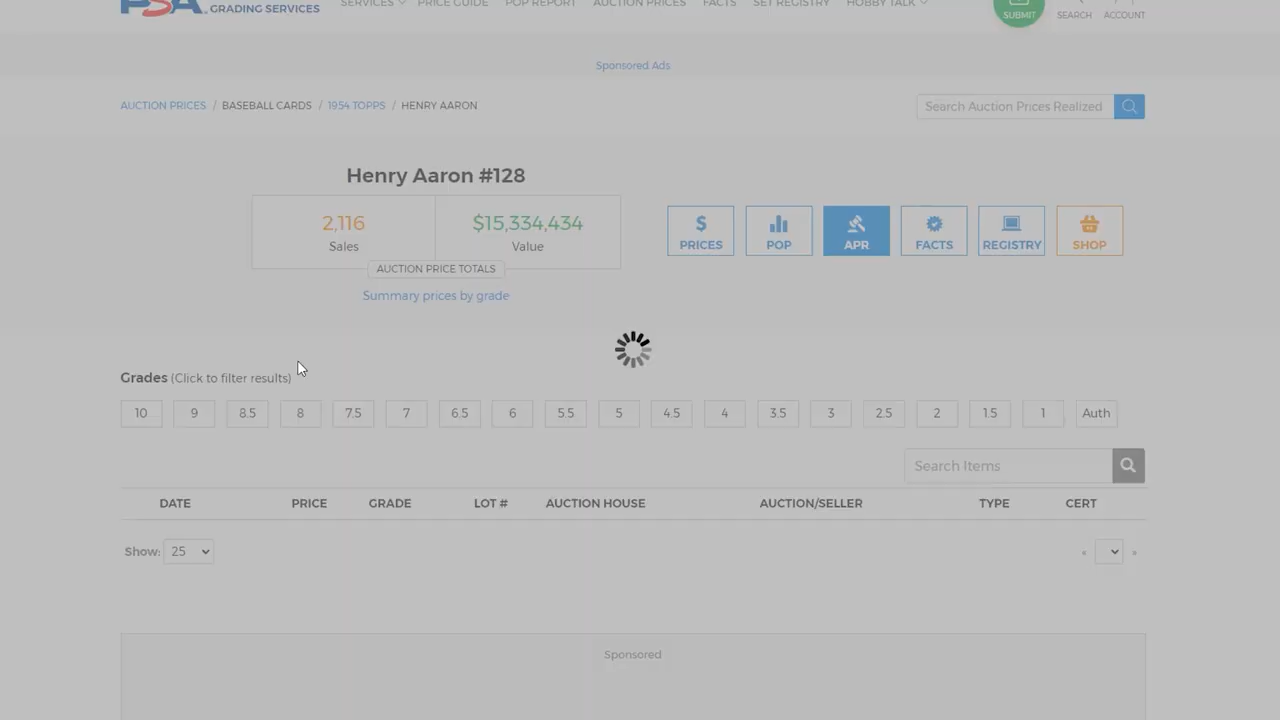 PSA GRADING SERVICES SERVICES PRICE GUIDE POP REPORT AUCTION PRICES FACTS SET REGISTRY HOBBY TALK SUBMIT SEARCH ACCOUNT
Sponsored Ads
AUCTION PRICES / BASEBALL CARDS / 1954 TOPPS / HENRY AARON
Search Auction Prices Realized
Henry Aaron #128
2,116 $15,334,434
Sales Value
AUCTION PRICE TOTALS
Summary prices by grade
PRICES POP APR FACTS REGISTRY SHOP
Grades (Click to filter results)
10 9 8.5 8 7.5 7 6.5 6 5.5 5 4.5 4 3.5 3 2.5 2 1.5 1 Auth
Search Items
DATE PRICE GRADE LOT # AUCTION HOUSE AUCTION/SELLER TYPE CERT
Show: 25 « »
Sponsored